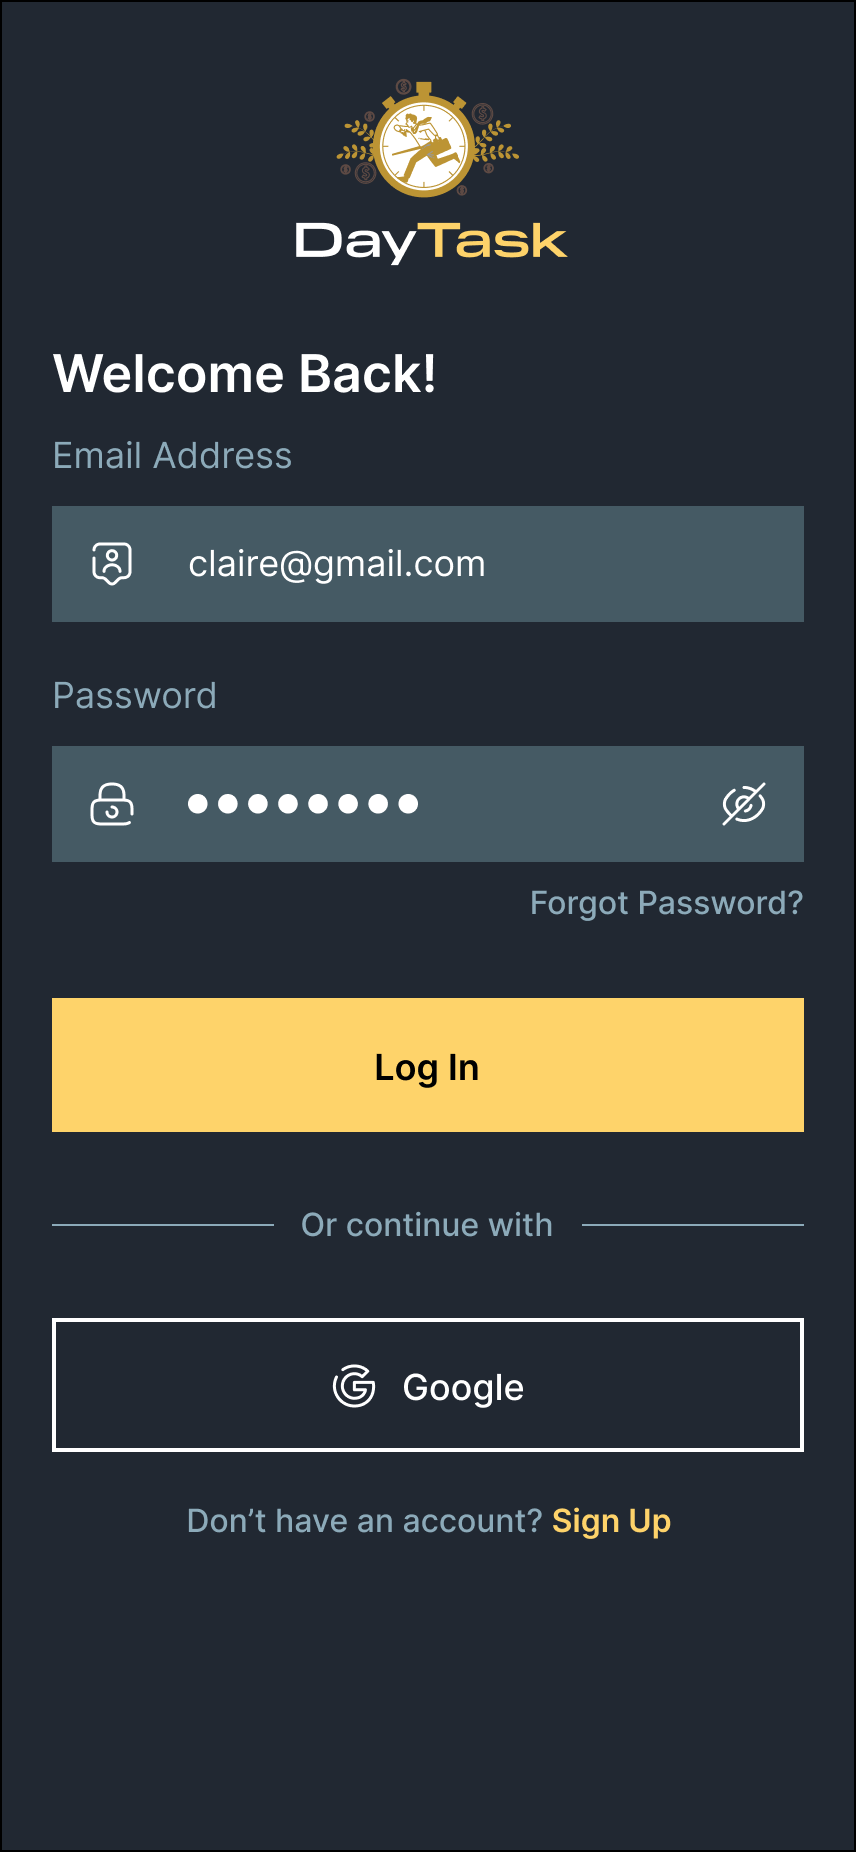 DayTask
Welcome Back!
Email Address
claire@gmail.com
Password
••••••••
Forgot Password?
Log In
Or continue with
Google
Don’t have an account? Sign Up